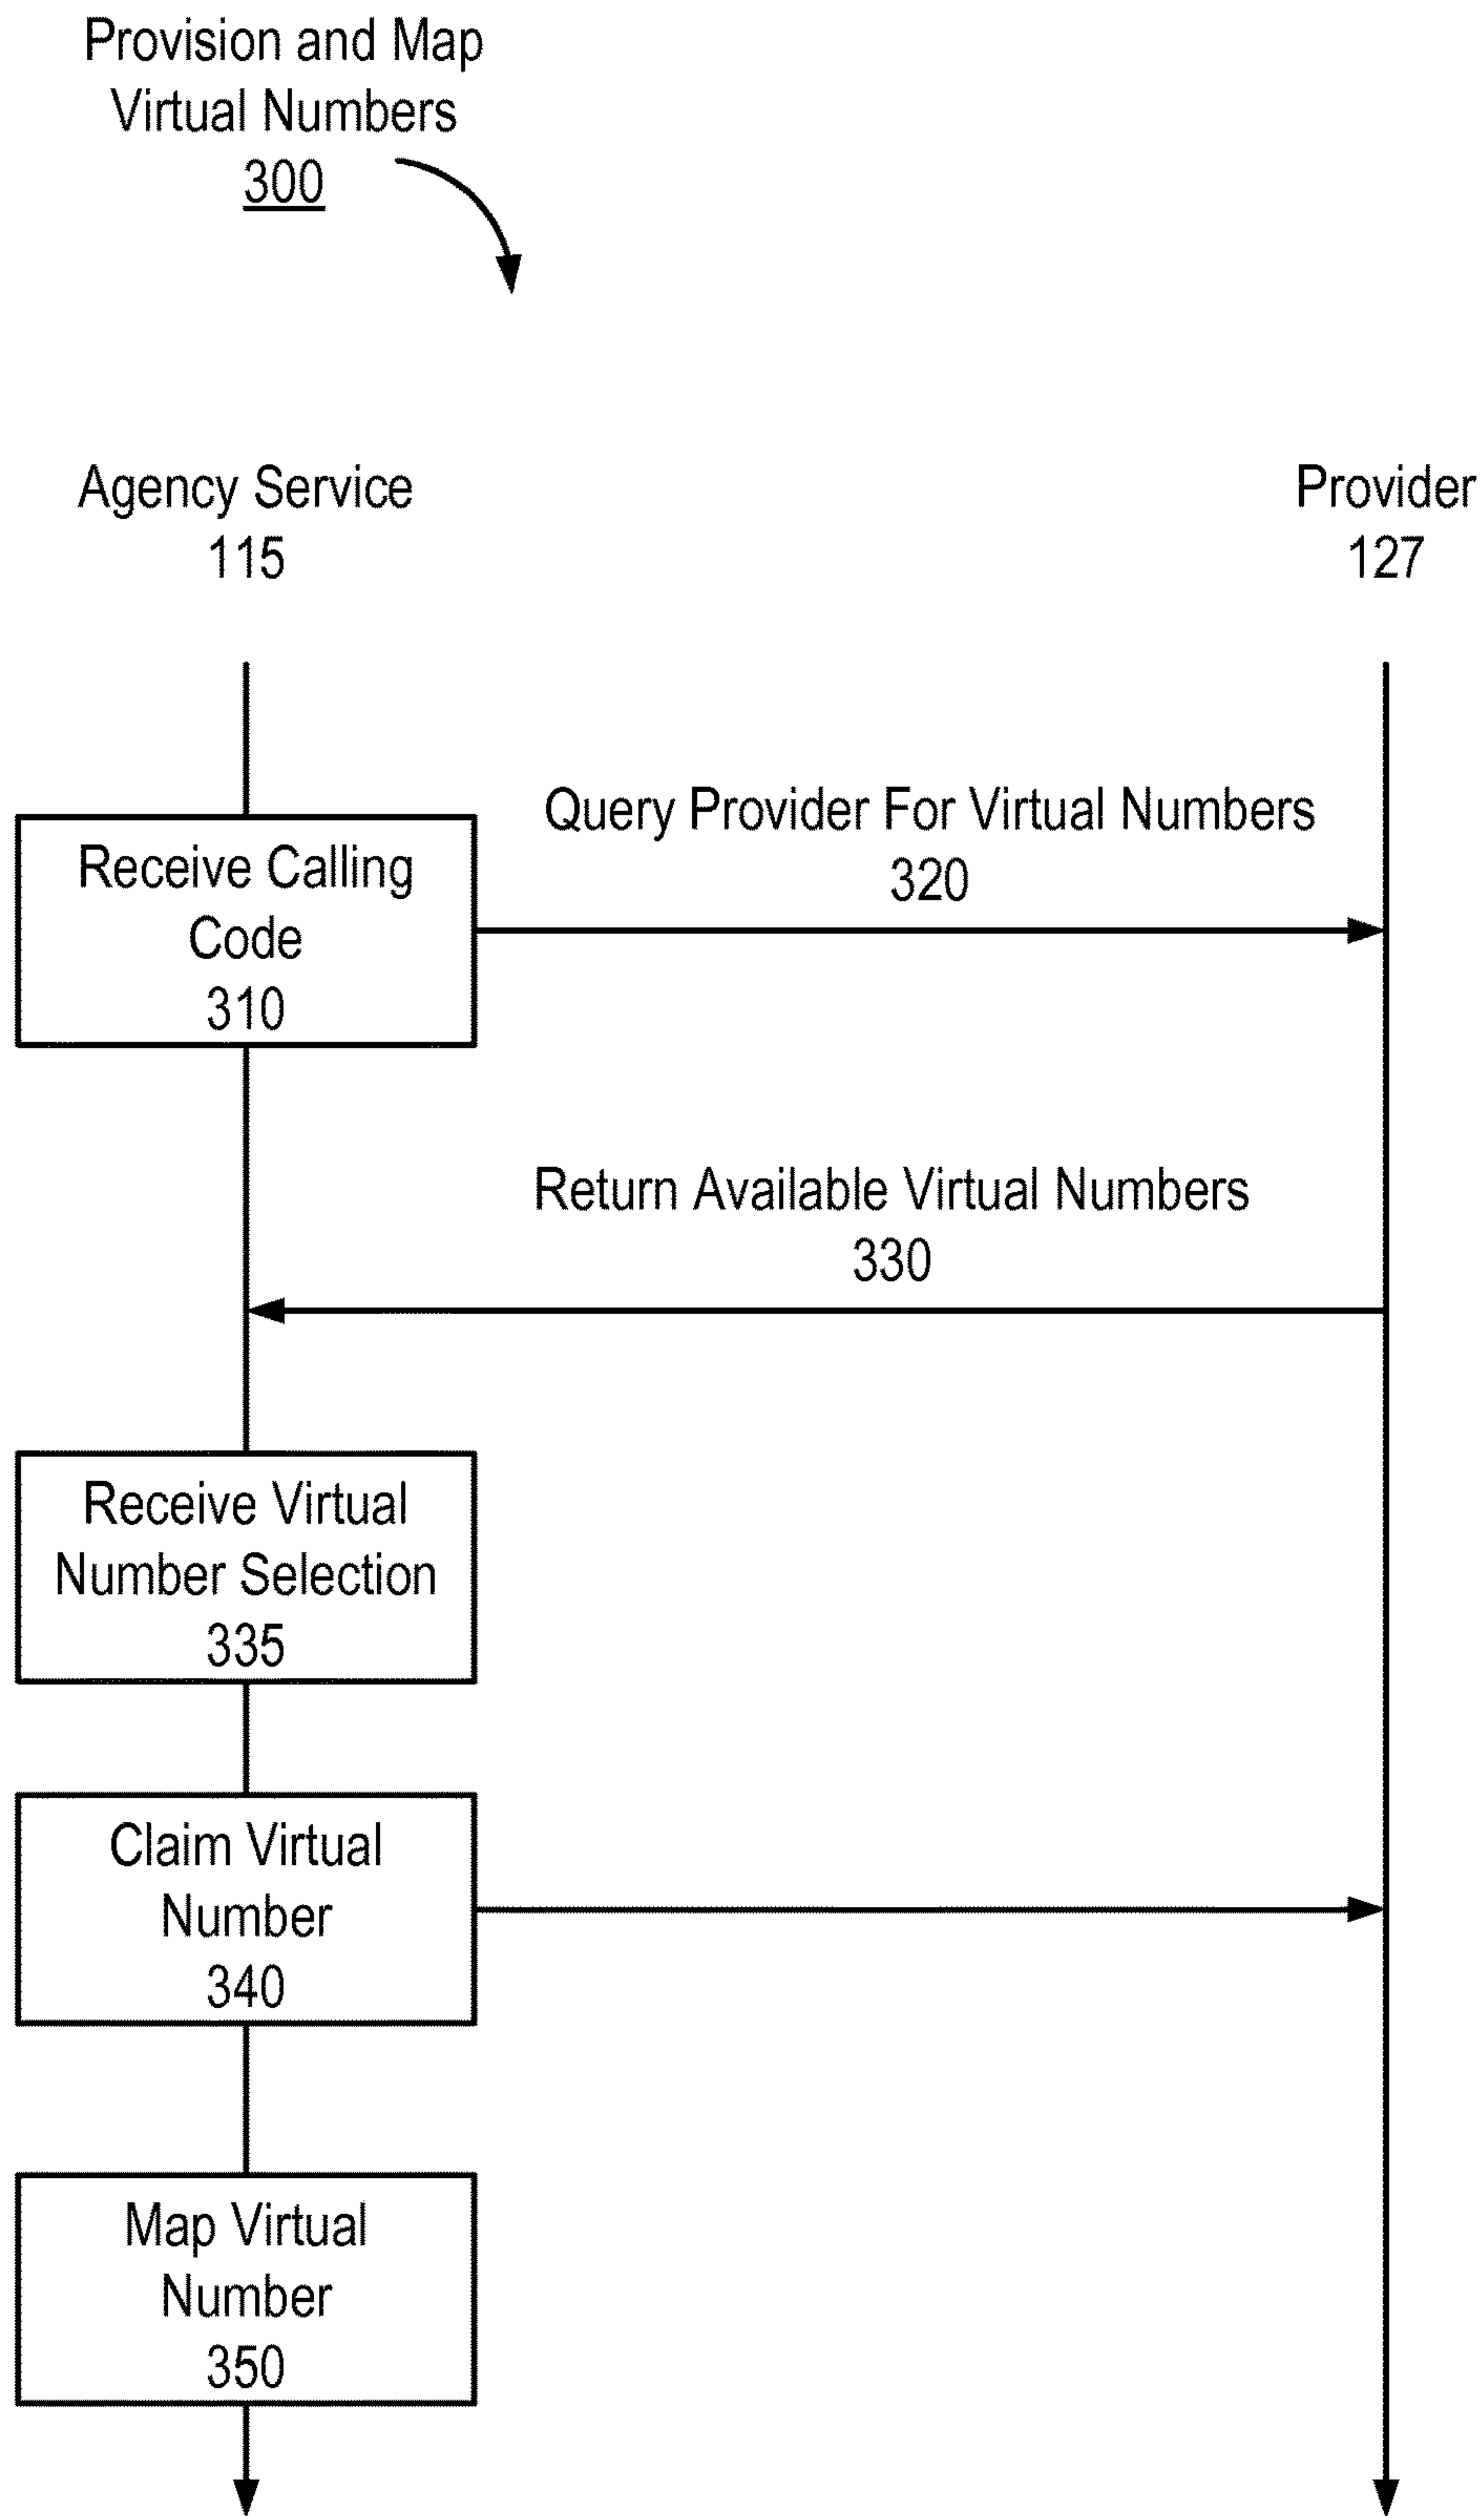 Provision and Map
Virtual Numbers
300
Agency Service
115
Provider
127
Query Provider For Virtual Numbers
320
Receive Calling
Code
310
Return Available Virtual Numbers
330
Receive Virtual
Number Selection
335
Claim Virtual
Number
340
Map Virtual
Number
350